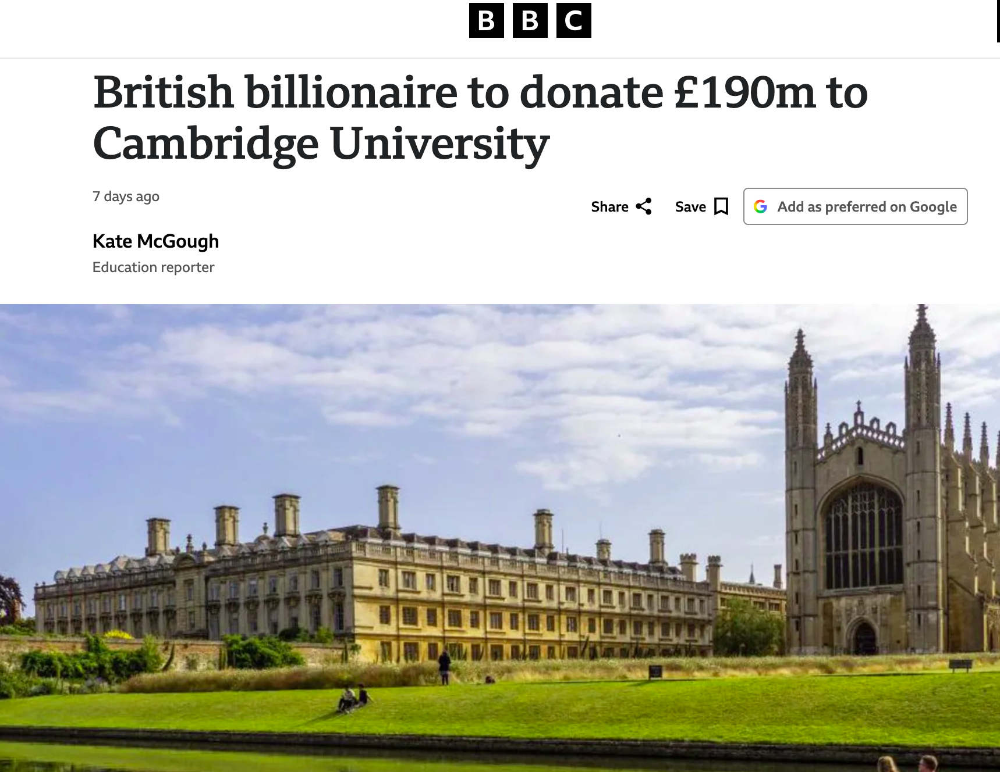 BBC
British billionaire to donate £190m to
Cambridge University
7 days ago
Share
Save
Add as preferred on Google
Kate McGough
Education reporter